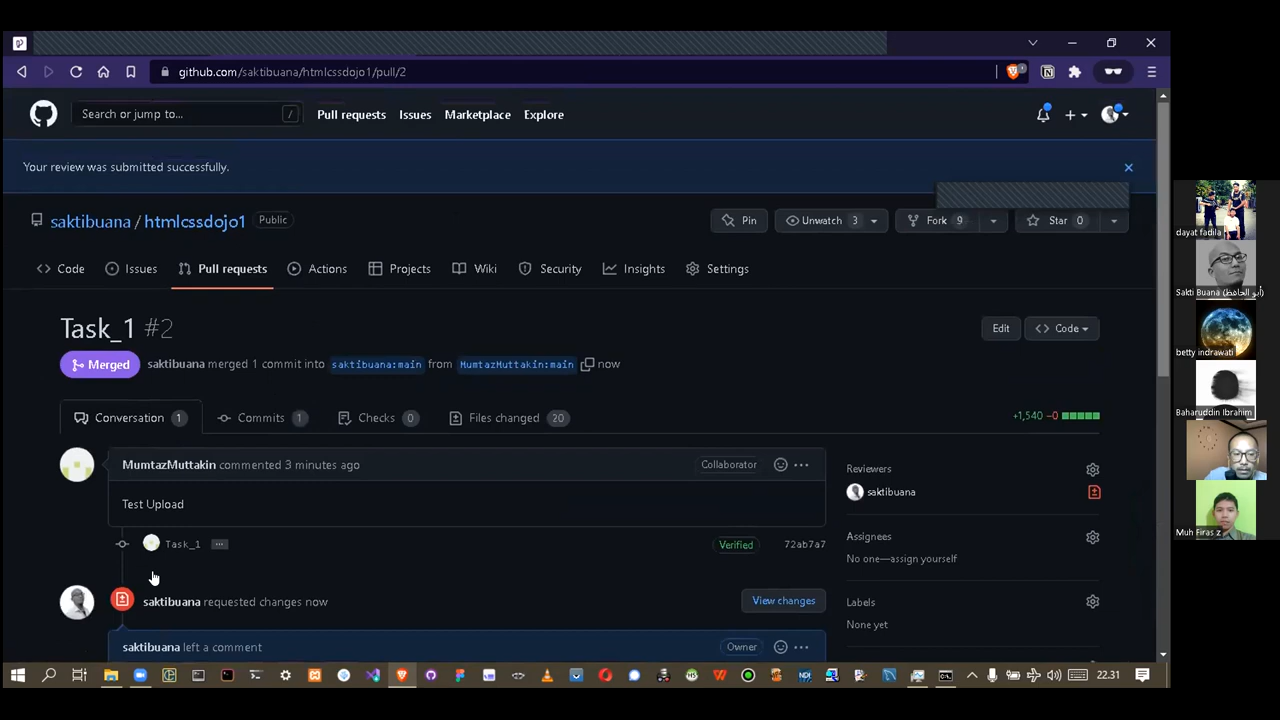 github.com/saktibuana/htmlcssdojo1/pull/2
Search or jump to... /
Pull requests Issues Marketplace Explore
Your review was submitted successfully.
saktibuana / htmlcssdojo1 Public
Pin Unwatch 3 Fork 9 Star 0
Code Issues Pull requests Actions Projects Wiki Security Insights Settings
Task_1 #2
Edit Code
Merged saktibuana merged 1 commit into saktibuana:main from MumtazMuttakin:main now
Conversation 1 Commits 1 Checks 0 Files changed 20
+1,540 −0
MumtazMuttakin commented 3 minutes ago Collaborator
Test Upload
Task_1 ... Verified 72ab7a7
saktibuana requested changes now View changes
saktibuana left a comment Owner
Reviewers
saktibuana
Assignees
No one—assign yourself
Labels
None yet
22.31
dayat fadila
Sakti Buana (أبو الحافظ)
betty indrawati
Baharuddin Ibrahim
Muh Firas z